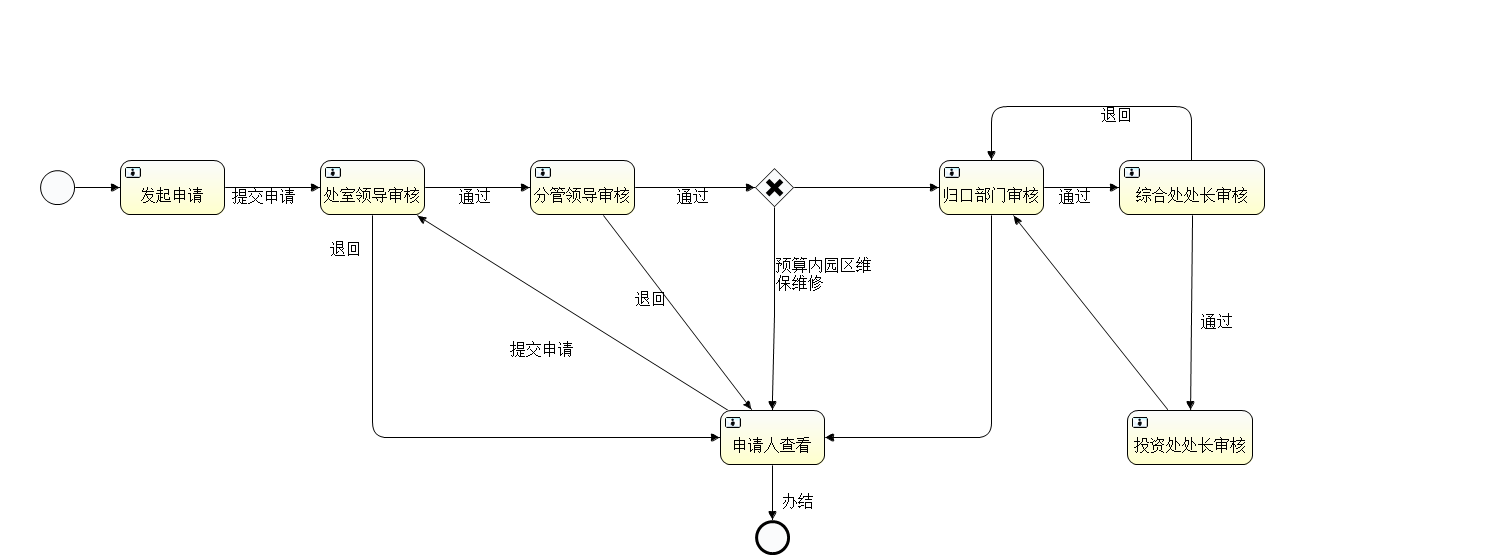 退回
发起申请
提交申请
处室领导审核
通过
分管领导审核
通过
归口部门审核
通过
综合处处长审核
退回
预算内园区维
保维修
退回
通过
提交申请
申请人查看
投资处处长审核
办结